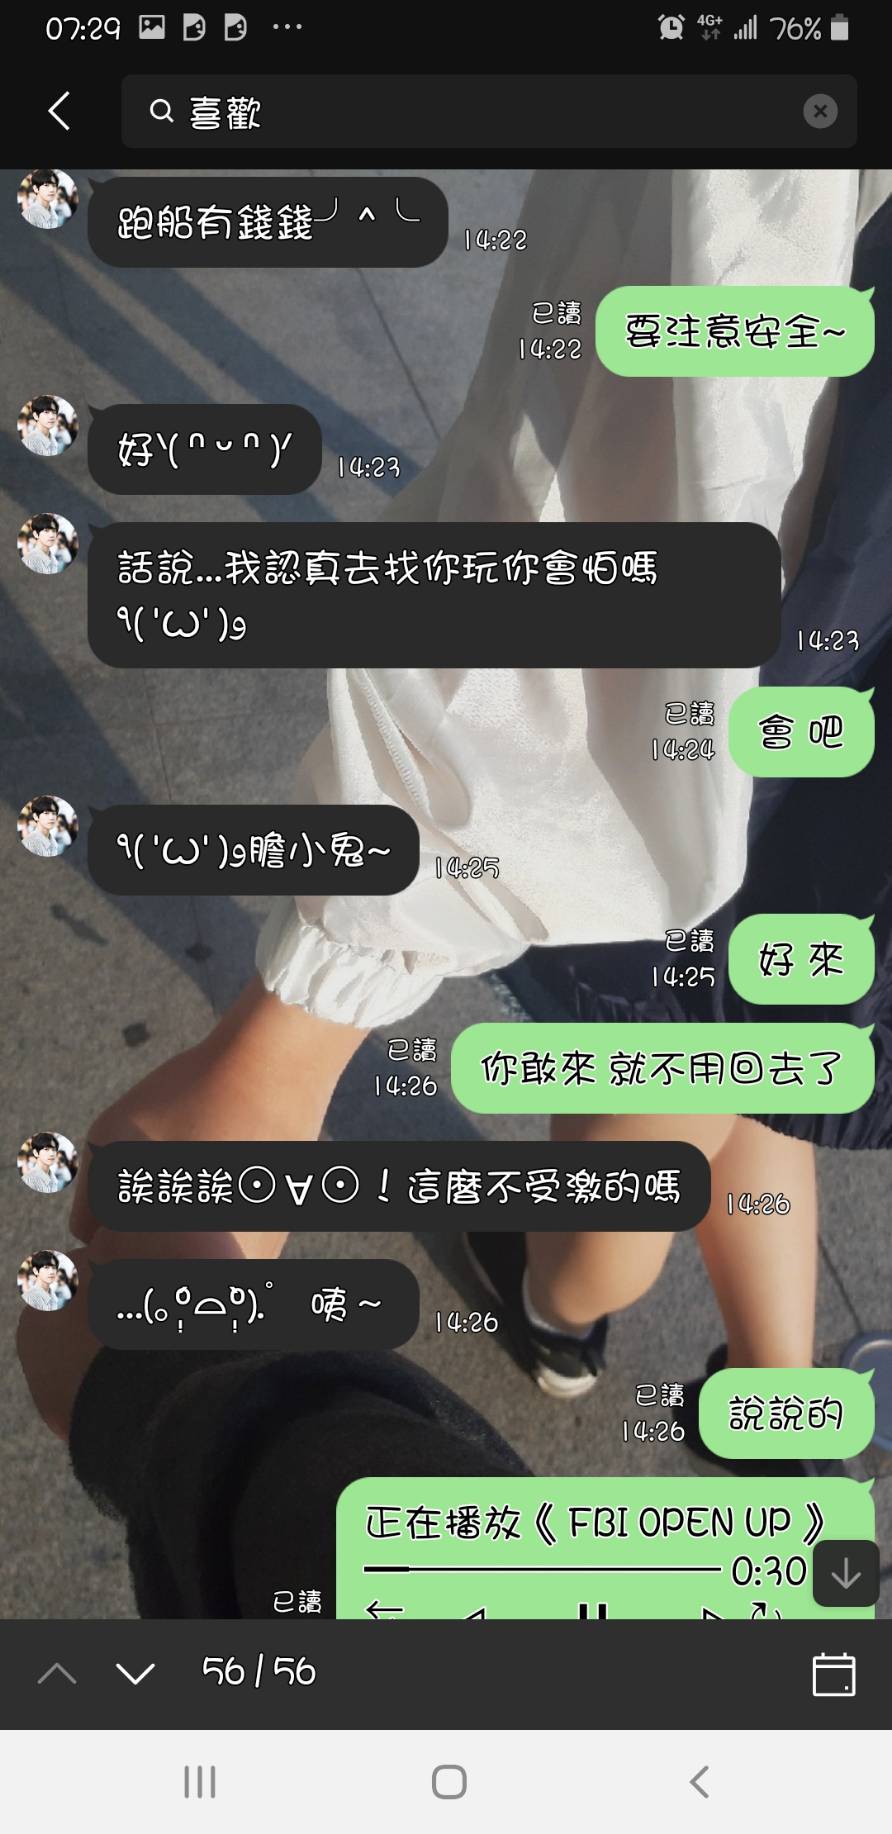 07:29
4G+
76%
喜歡
跑船有錢錢╯^╰
14:22
已讀
14:22
要注意安全~
好ヽ(ᐢᵕᐢ)ノ
14:23
話說...我認真去找你玩你會怕嗎
٩('ω')و
14:23
已讀
14:24
會 吧
٩('ω')و膽小鬼~
14:25
已讀
14:25
好 來
已讀
14:26
你敢來 就不用回去了
誒誒誒⊙∀⊙！這麼不受激的嗎
14:26
...(｡ŏ̥̥̥̥⌓ŏ̥̥̥̥).゜ 咦～
14:26
已讀
14:26
說說的
正在播放《 FBI OPEN UP 》
0:30
已讀
56 / 56